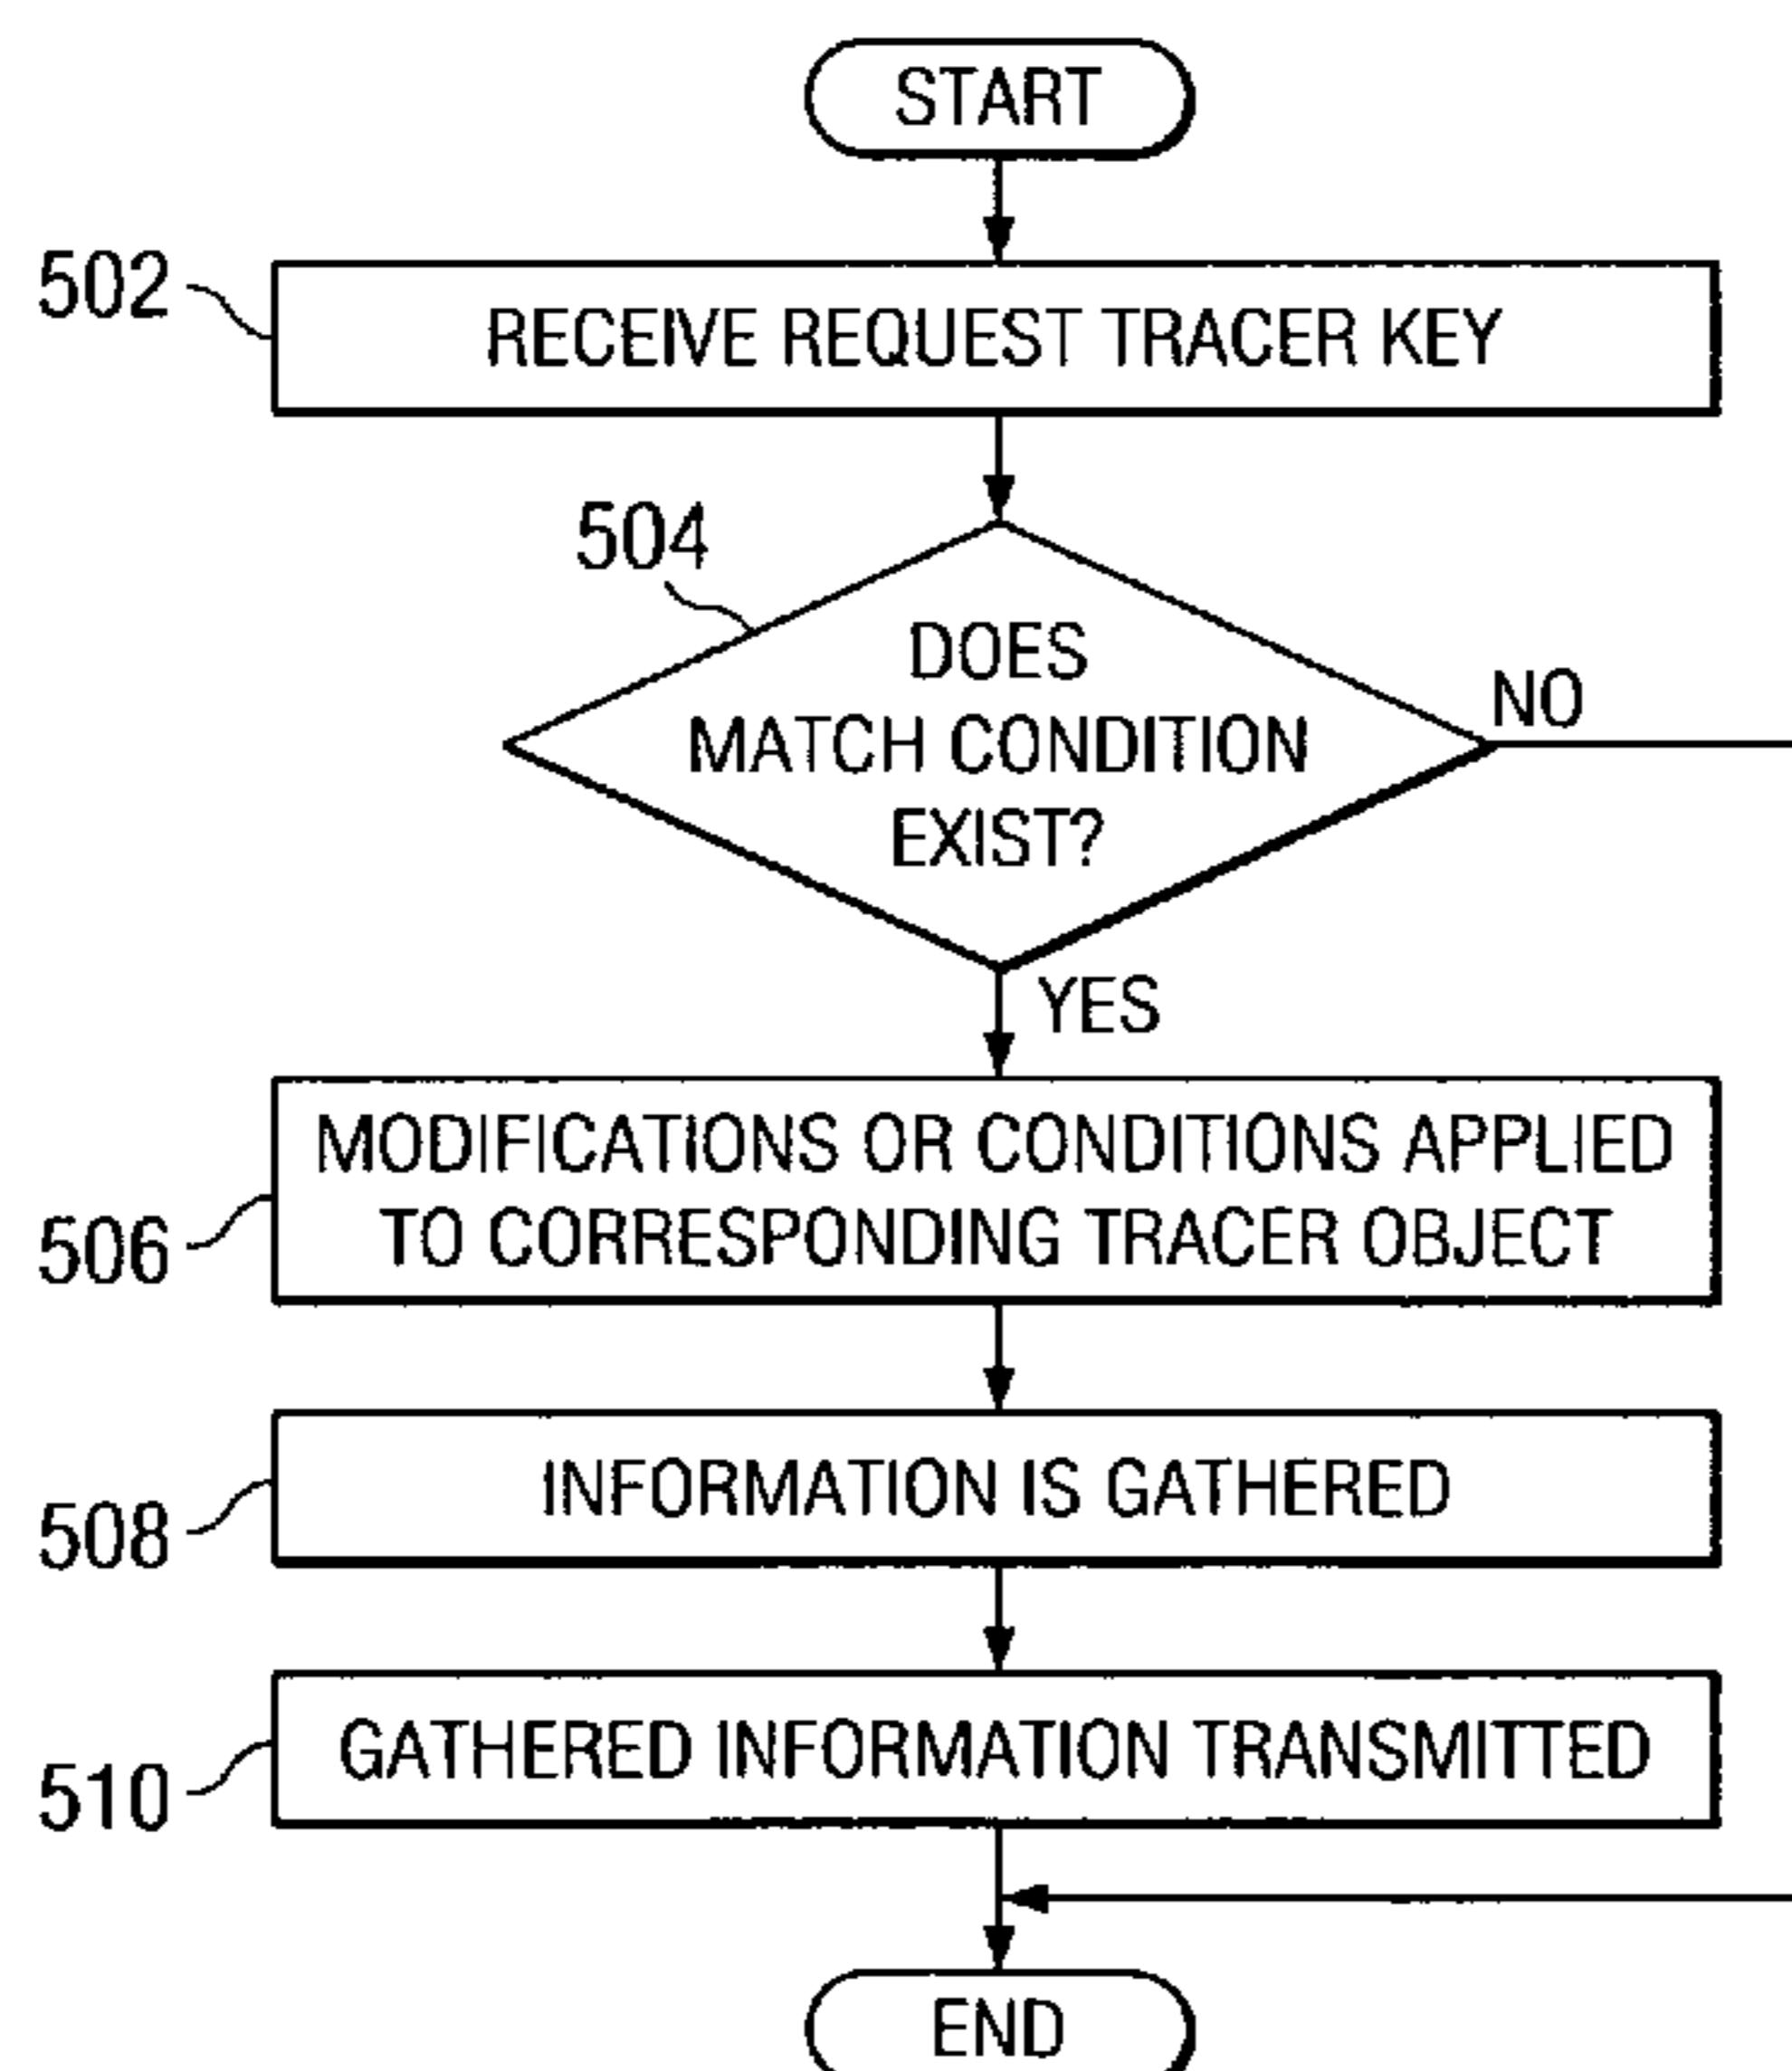 START
502
RECEIVE REQUEST TRACER KEY
504
DOES
MATCH CONDITION
EXIST?
NO
YES
MODIFICATIONS OR CONDITIONS APPLIED
TO CORRESPONDING TRACER OBJECT
506
INFORMATION IS GATHERED
508
GATHERED INFORMATION TRANSMITTED
510
END